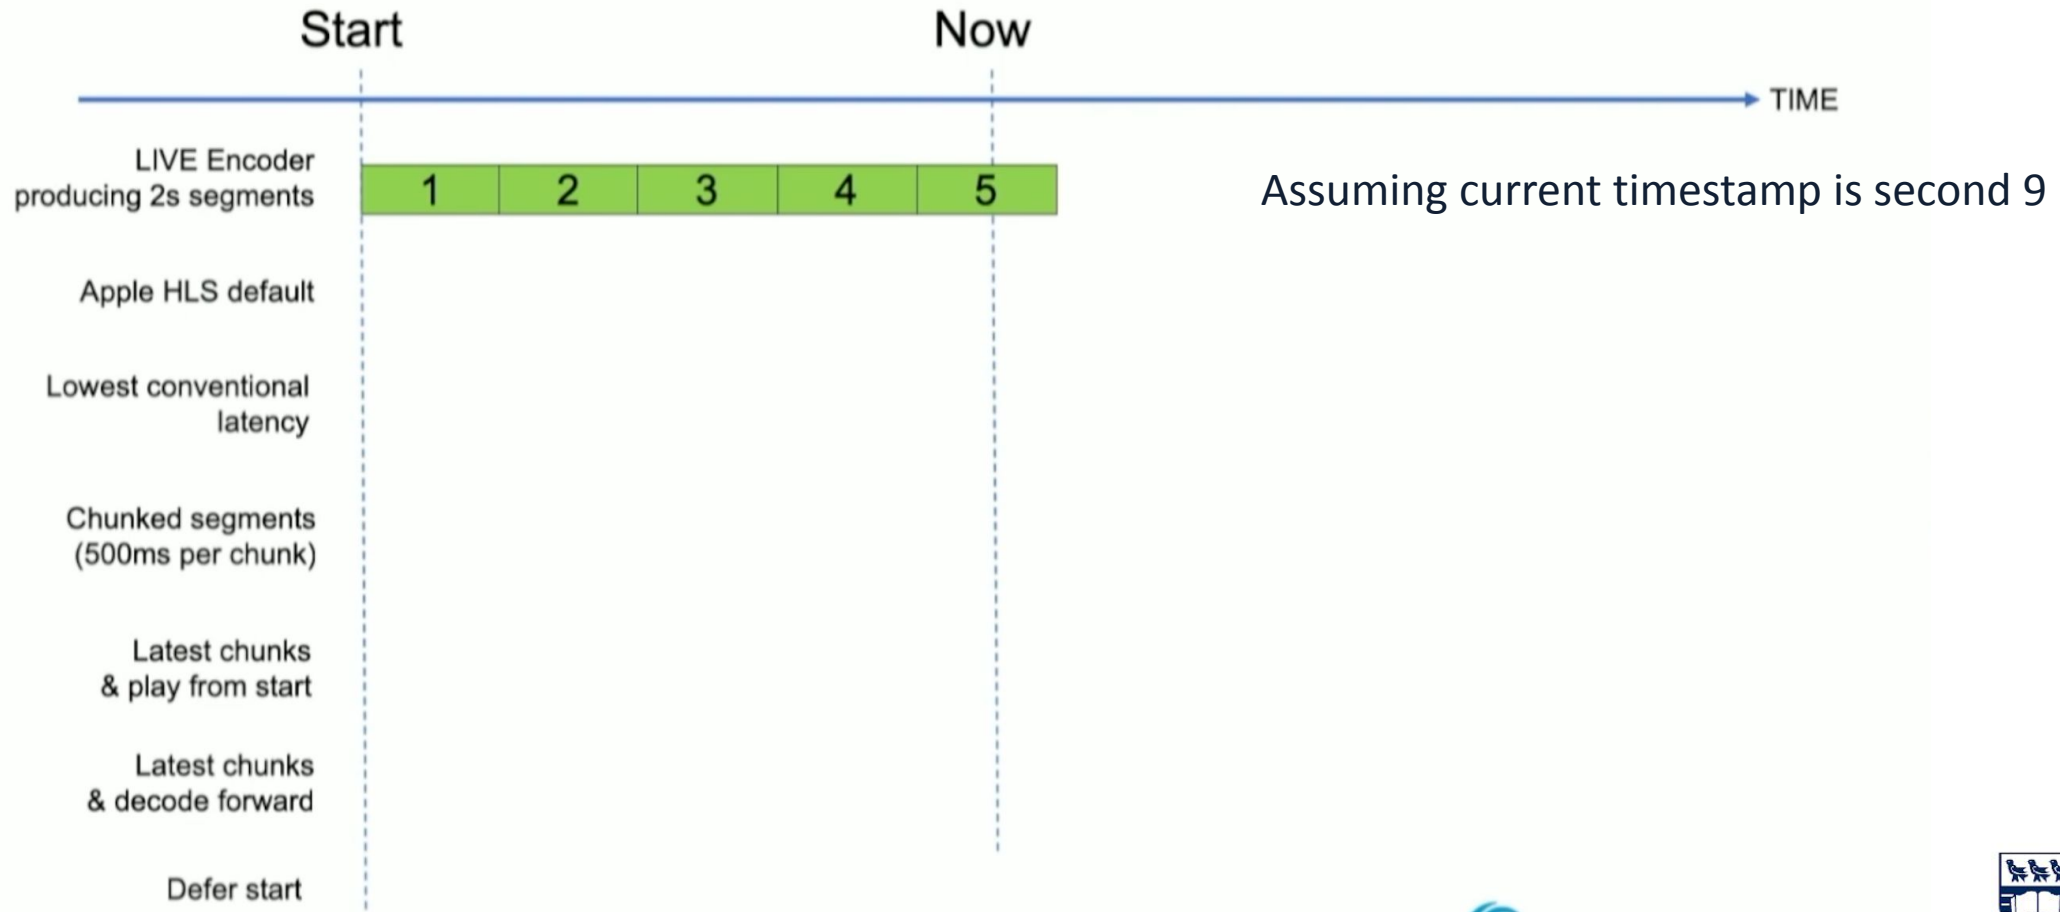 Start
Now
TIME
LIVE Encoder
producing 2s segments
1 2 3 4 5
Assuming current timestamp is second 9
Apple HLS default
Lowest conventional
latency
Chunked segments
(500ms per chunk)
Latest chunks
& play from start
Latest chunks
& decode forward
Defer start